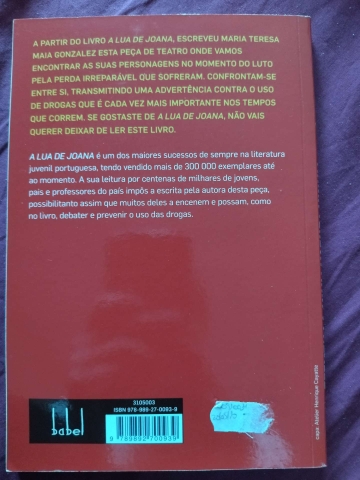 A PARTIR DO LIVRO A LUA DE JOANA, ESCREVEU MARIA TERESA
MAIA GONZALEZ ESTA PEÇA DE TEATRO ONDE VAMOS
ENCONTRAR AS SUAS PERSONAGENS NO MOMENTO DO LUTO
PELA PERDA IRREPARÁVEL QUE SOFRERAM. CONFRONTAM-SE
ENTRE SI, TRANSMITINDO UMA ADVERTÊNCIA CONTRA O USO
DE DROGAS QUE É CADA VEZ MAIS IMPORTANTE NOS TEMPOS
QUE CORREM. SE GOSTASTE DE A LUA DE JOANA, NÃO VAIS
QUERER DEIXAR DE LER ESTE LIVRO.
A LUA DE JOANA é um dos maiores sucessos de sempre na literatura
juvenil portuguesa, tendo vendido mais de 300 000 exemplares até
ao momento. A sua leitura por centenas de milhares de jovens,
pais e professores do país impôs a escrita pela autora desta peça,
possibilitando assim que muitos deles a encenem e possam, como
no livro, debater e prevenir o uso das drogas.
capa: Atelier Henrique Cayatte
3105003
ISBN 978-989-27-0093-9
babel
9789892700939